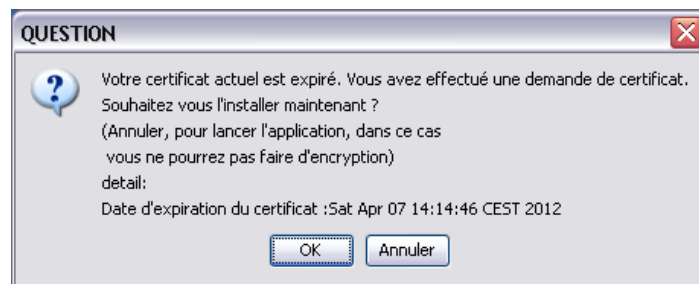 QUESTION
Votre certificat actuel est expiré. Vous avez effectué une demande de certificat.
Souhaitez vous l'installer maintenant ?
(Annuler, pour lancer l'application, dans ce cas
vous ne pourrez pas faire d'encryption)
detail:
Date d'expiration du certificat :Sat Apr 07 14:14:46 CEST 2012
OK
Annuler